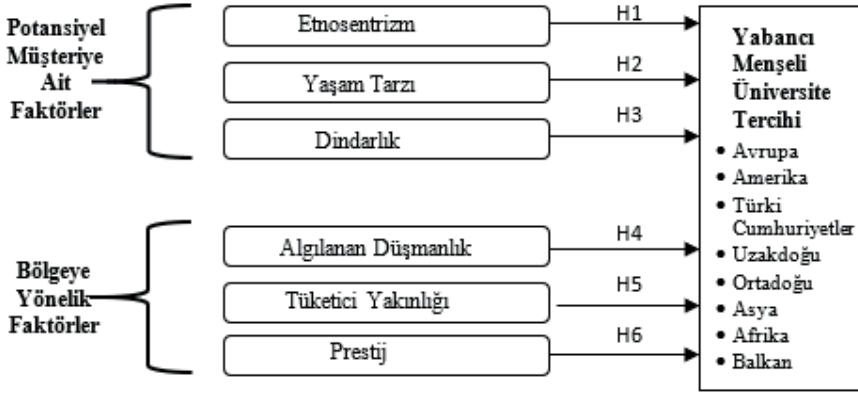 Potansiyel
Müşteriye
Ait
Faktörler
Etnosentrizm
H1
Yaşam Tarzı
H2
Dindarlık
H3
Bölgeye
Yönelik
Faktörler
Algılanan Düşmanlık
H4
Tüketici Yakınlığı
H5
Prestij
H6
Yabancı
Menşeli
Üniversite
Tercihi
• Avrupa
• Amerika
• Türki
Cumhuriyetler
• Uzakdoğu
• Ortadoğu
• Asya
• Afrika
• Balkan